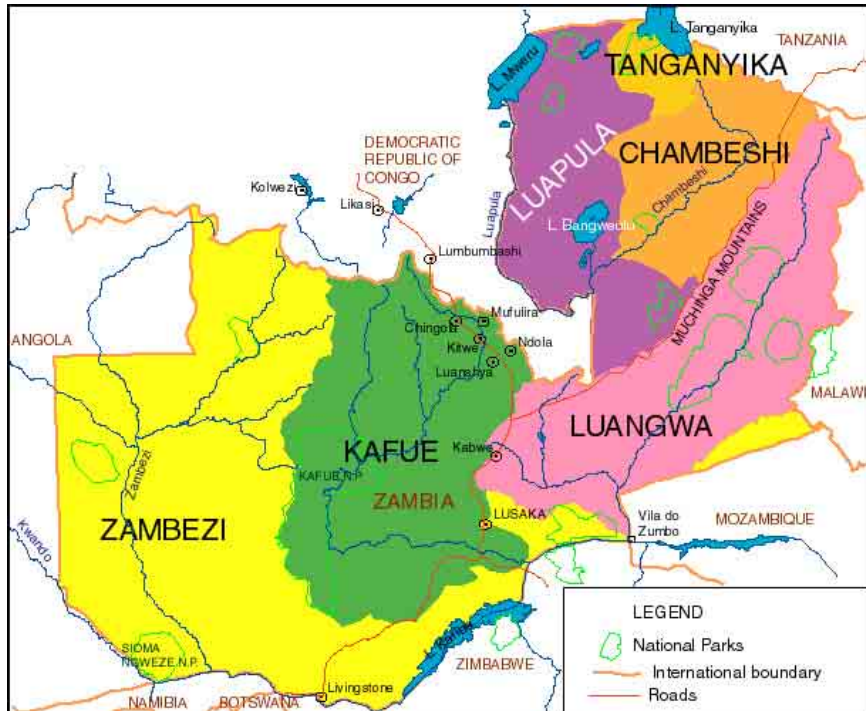 L. Tanganyika
TANZANIA
L. Mweru
TANGANYIKA
DEMOCRATIC
REPUBLIC OF
CONGO
LUAPULA
CHAMBESHI
Kolwezi
Likasi
Luapula
Chambeshi
L. Bangweulu
Lumbumbashi
MUCHINGA MOUNTAINS
ANGOLA
Chingola
Mufulira
Kitwe
Ndola
Luanshya
MALAWI
LUANGWA
KAFUE
Kabwe
Zambezi
KAFUE N.P.
ZAMBIA
LUSAKA
Vila do
Zumbo
MOZAMBIQUE
ZAMBEZI
Kwando
LEGEND
National Parks
International boundary
Roads
SIOMA
NGWEZE N.P.
L. Kariba
ZIMBABWE
Livingstone
NAMIBIA
BOTSWANA